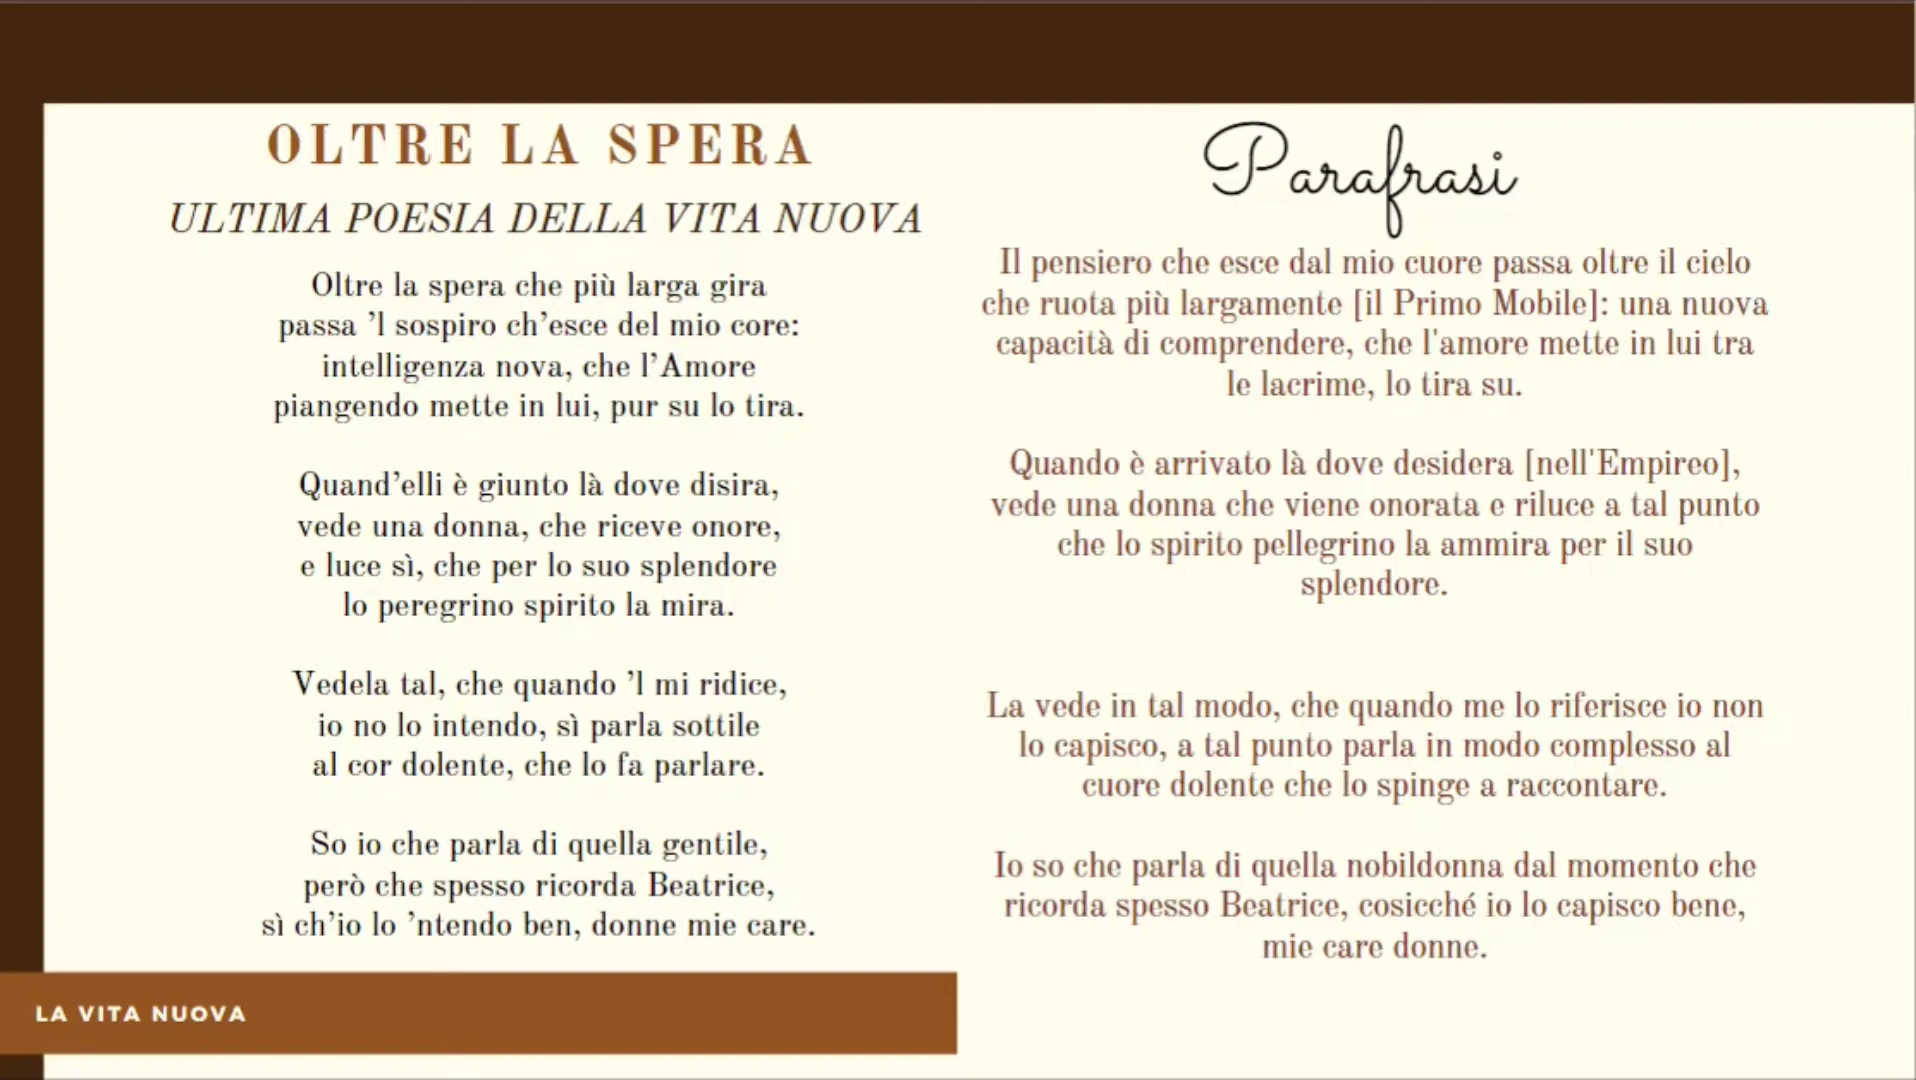 OLTRE LA SPERA
ULTIMA POESIA DELLA VITA NUOVA
Oltre la spera che più larga gira
passa ’l sospiro ch’esce del mio core:
intelligenza nova, che l’Amore
piangendo mette in lui, pur su lo tira.
Quand’elli è giunto là dove disira,
vede una donna, che riceve onore,
e luce sì, che per lo suo splendore
lo peregrino spirito la mira.
Vedela tal, che quando ’l mi ridice,
io no lo intendo, sì parla sottile
al cor dolente, che lo fa parlare.
So io che parla di quella gentile,
però che spesso ricorda Beatrice,
sì ch’io lo ’ntendo ben, donne mie care.
Parafrasi
Il pensiero che esce dal mio cuore passa oltre il cielo
che ruota più largamente [il Primo Mobile]: una nuova
capacità di comprendere, che l'amore mette in lui tra
le lacrime, lo tira su.
Quando è arrivato là dove desidera [nell'Empireo],
vede una donna che viene onorata e riluce a tal punto
che lo spirito pellegrino la ammira per il suo
splendore.
La vede in tal modo, che quando me lo riferisce io non
lo capisco, a tal punto parla in modo complesso al
cuore dolente che lo spinge a raccontare.
Io so che parla di quella nobildonna dal momento che
ricorda spesso Beatrice, cosicché io lo capisco bene,
mie care donne.
LA VITA NUOVA